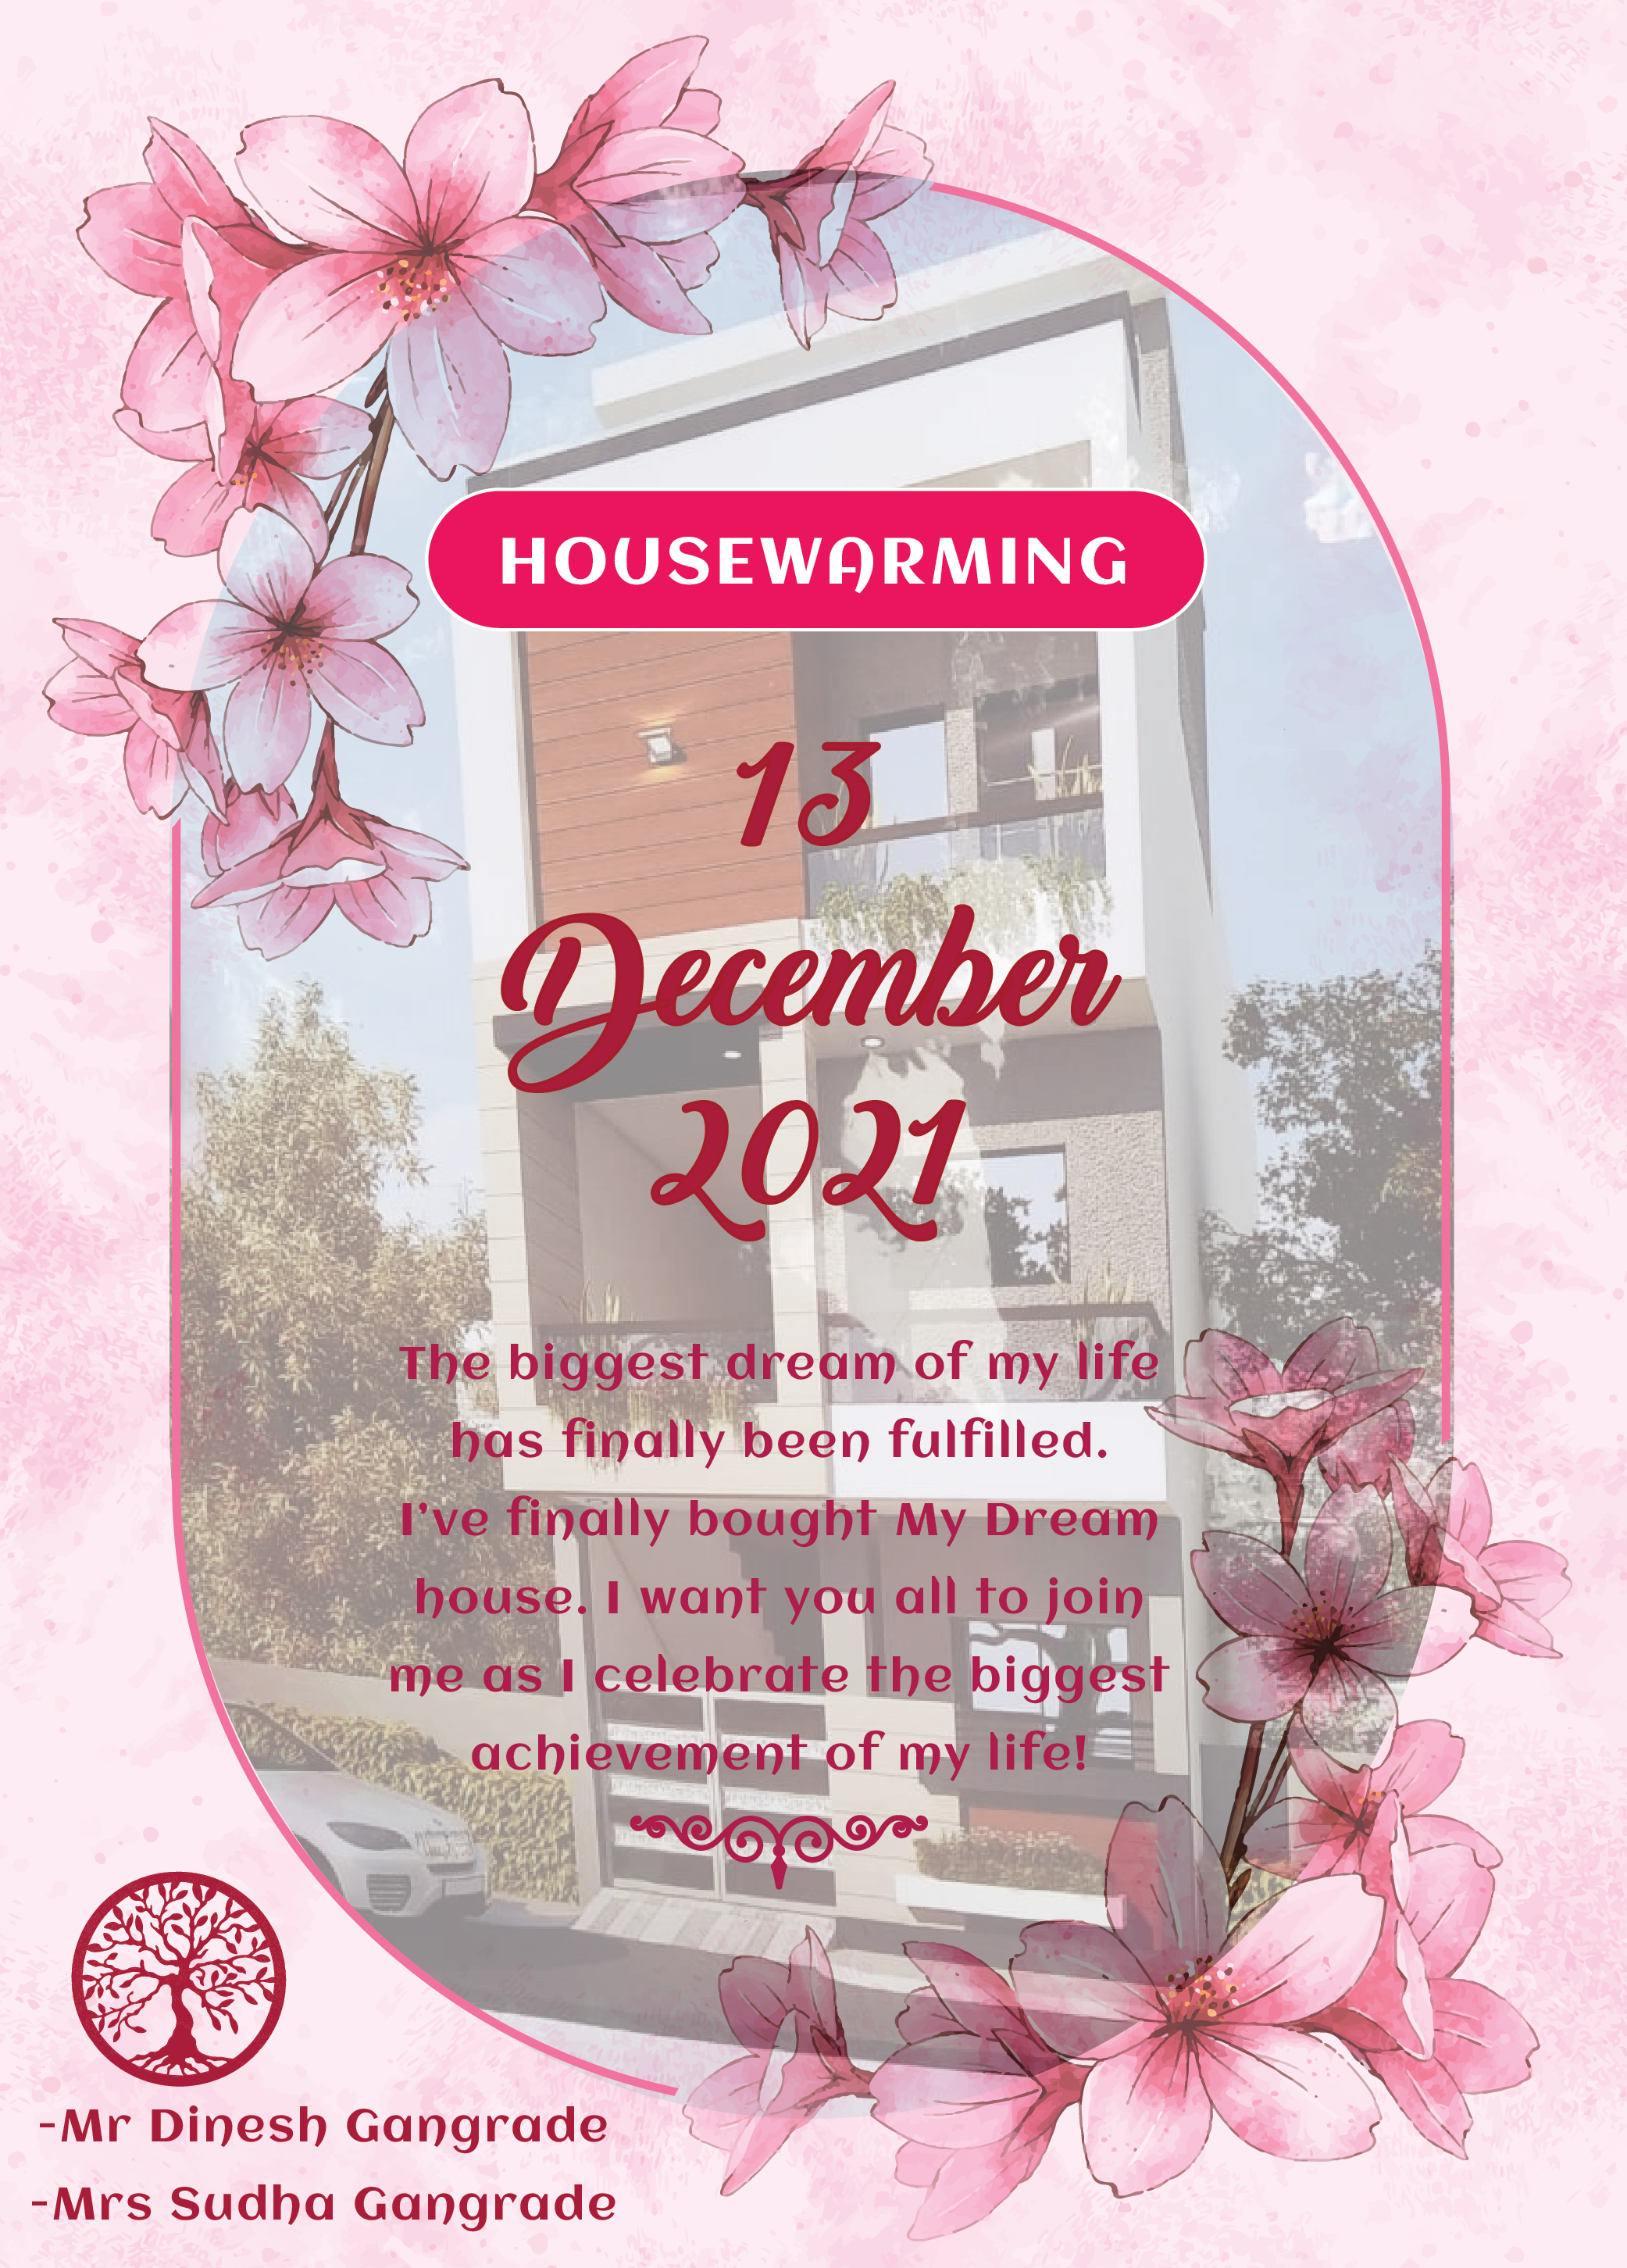 HOUSEWARMING
13
December
2021
The biggest dream of my life
has finally been fulfilled.
I've finally bought My Dream
house. I want you all to join
me as I celebrate the biggest
achievement of my life!
-Mr Dinesh Gangrade
-Mrs Sudha Gangrade